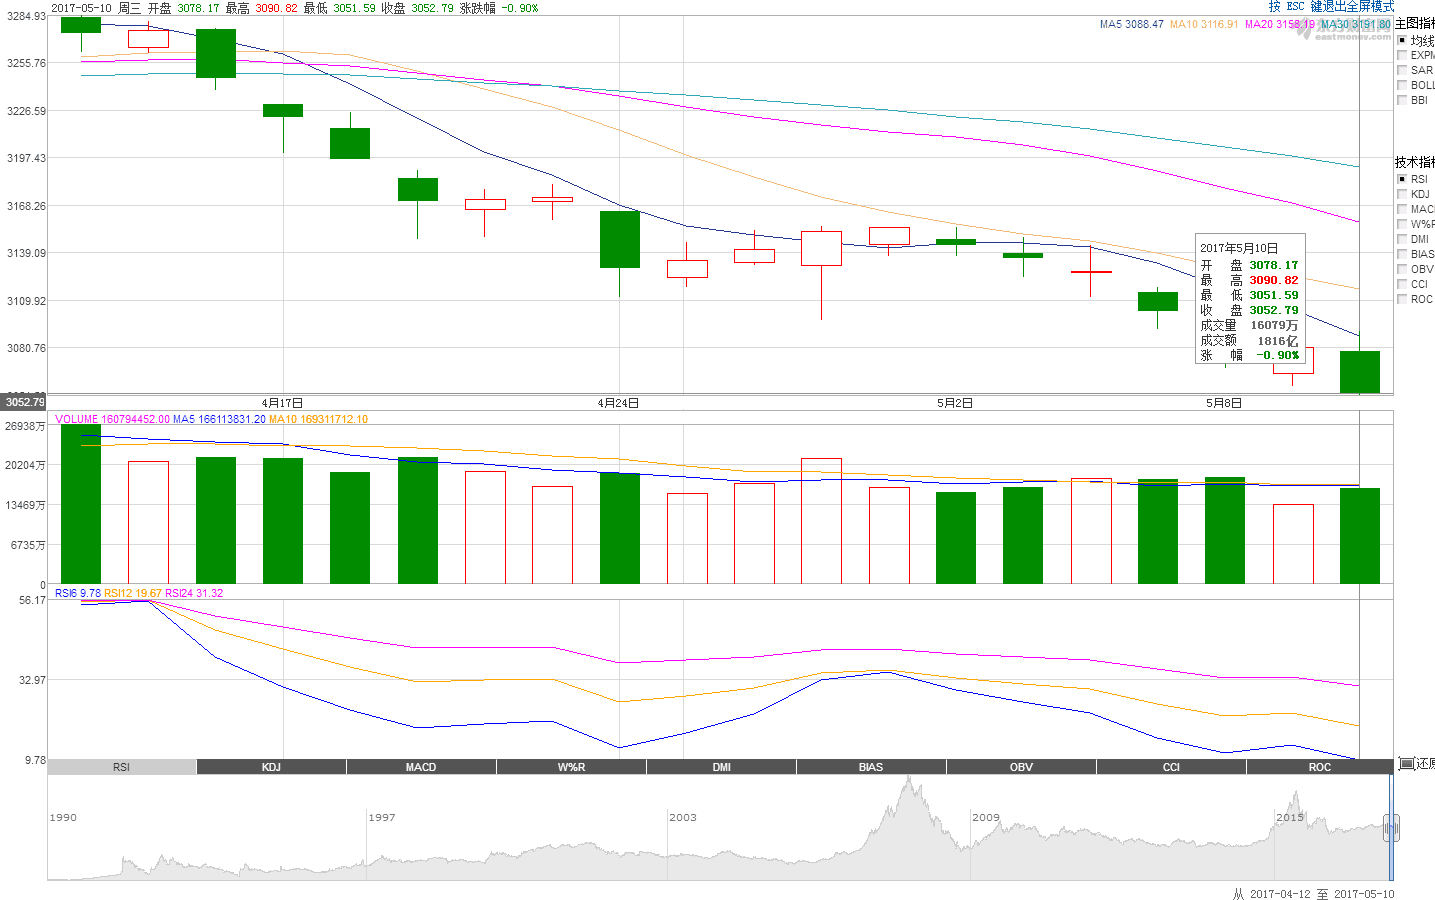 2017-05-10 周三 开盘 3078.17 最高 3090.82 最低 3051.59 收盘 3052.79 涨跌幅 -0.90%
按 ESC 键退出全屏模式
MA5 3088.47 MA10 3116.91 MA20 3158.19 MA30 3191.80
eastmoney.com
3284.93
3255.76
3226.59
3197.43
3168.26
3139.09
3109.92
3080.76
3052.79
主图指标
均线
EXPM
SAR
BOLL
BBI
技术指标
RSI
KDJ
MAC
W%R
DMI
BIAS
OBV
CCI
ROC
2017年5月10日
开 盘 3078.17
最 高 3090.82
最 低 3051.59
收 盘 3052.79
成交量 16079万
成交额 1816亿
涨 幅 -0.90%
4月17日 4月24日 5月2日 5月8日
VOLUME 160794452.00 MA5 166113831.20 MA10 169311712.10
26938万
20204万
13469万
6735万
0
RSI6 9.78 RSI12 19.67 RSI24 31.32
56.17
32.97
9.78
RSI KDJ MACD W%R DMI BIAS OBV CCI ROC
还原
1990 1997 2003 2009 2015
从 2017-04-12 至 2017-05-10